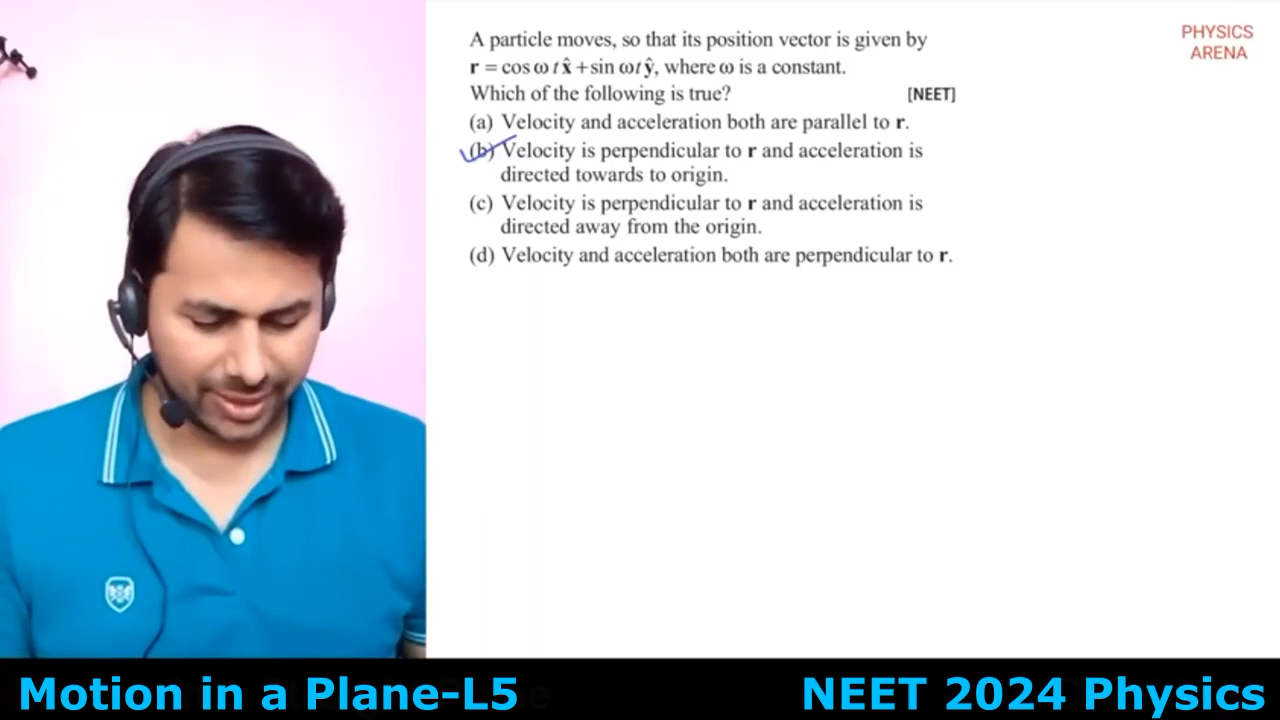 A particle moves, so that its position vector is given by
r = cos ω t x̂ + sin ωt ŷ, where ω is a constant.
Which of the following is true? [NEET]
(a) Velocity and acceleration both are parallel to r.
(b) Velocity is perpendicular to r and acceleration is
directed towards to origin.
(c) Velocity is perpendicular to r and acceleration is
directed away from the origin.
(d) Velocity and acceleration both are perpendicular to r.
PHYSICS
ARENA
Motion in a Plane-L5
NEET 2024 Physics